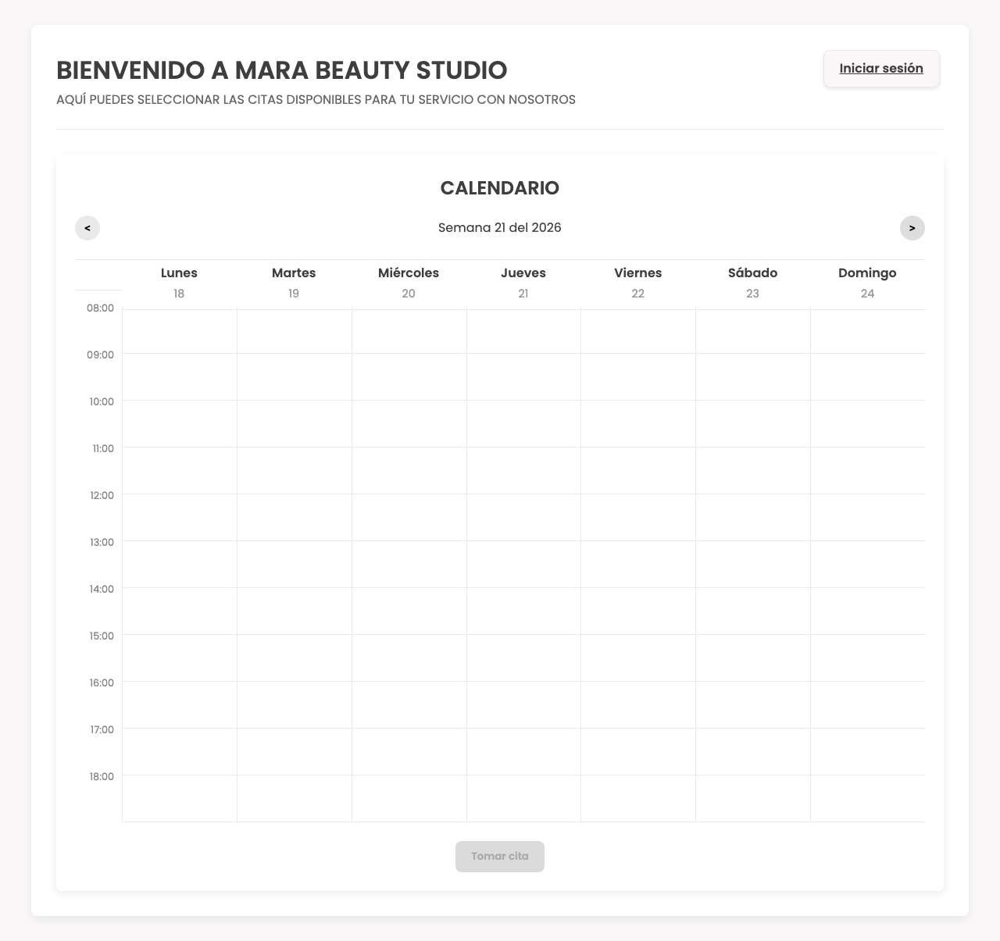 BIENVENIDO A MARA BEAUTY STUDIO
Iniciar sesión
AQUÍ PUEDES SELECCIONAR LAS CITAS DISPONIBLES PARA TU SERVICIO CON NOSOTROS
CALENDARIO
< Semana 21 del 2026 >
Lunes Martes Miércoles Jueves Viernes Sábado Domingo
18 19 20 21 22 23 24
08:00
09:00
10:00
11:00
12:00
13:00
14:00
15:00
16:00
17:00
18:00
Tomar cita